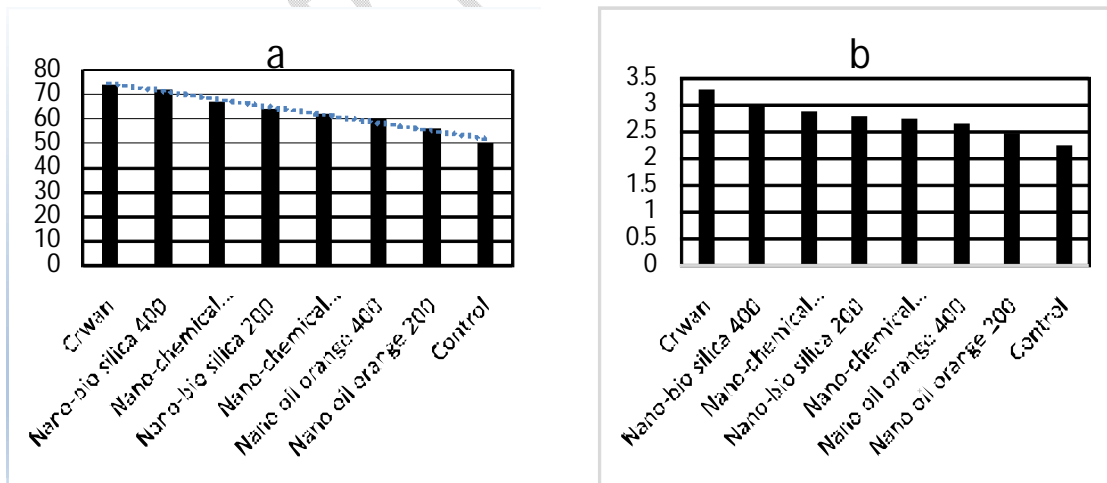 a
80
70
60
50
40
30
20
10
0
Crwan
Nano-bio silica 400
Nano-chemical...
Nano-bio silica 200
Nano-chemical...
Nano oil orange 400
Nano oil orange 200
Control
b
3.5
3
2.5
2
1.5
1
0.5
0
Crwan
Nano-bio silica 400
Nano-chemical...
Nano-bio silica 200
Nano-chemical...
Nano oil orange 400
Nano oil orange 200
Control